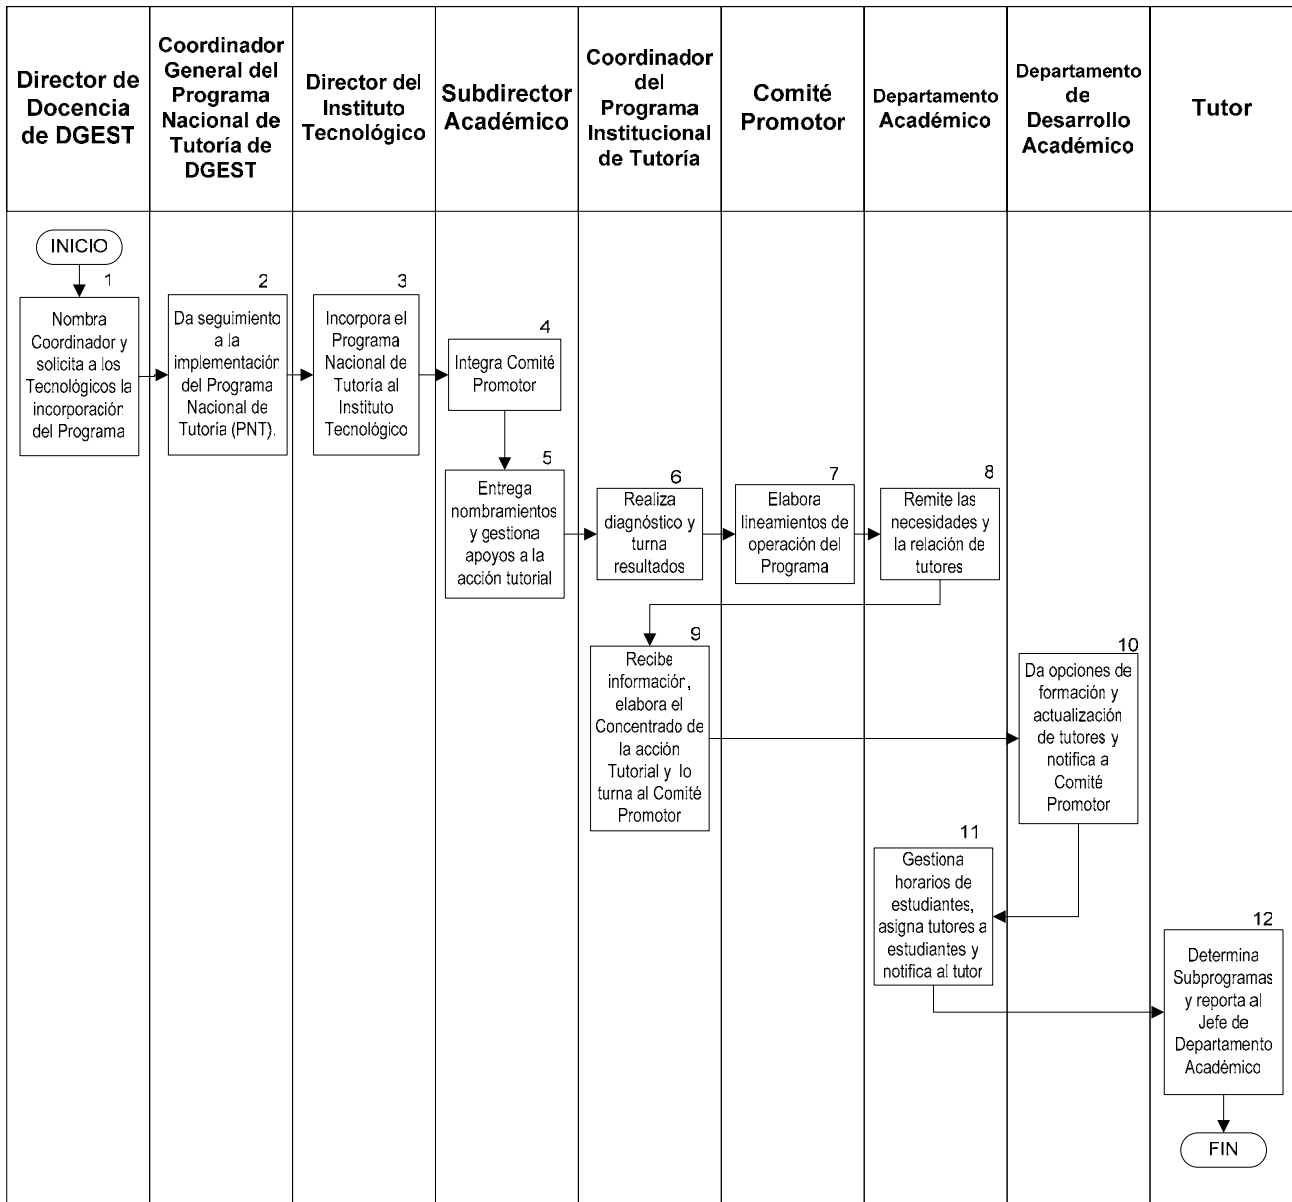 Director de
Docencia
de DGEST
Coordinador
General del
Programa
Nacional de
Tutoría de
DGEST
Director del
Instituto
Tecnológico
Subdirector
Académico
Coordinador
del
Programa
Institucional
de Tutoría
Comité
Promotor
Departamento
Académico
Departamento
de
Desarrollo
Académico
Tutor
INICIO
1
Nombra
Coordinador y
solicita a los
Tecnológicos la
incorporación
del Programa
2
Da seguimiento
a la
implementación
del Programa
Nacional de
Tutoría (PNT).
3
Incorpora el
Programa
Nacional de
Tutoría al
Instituto
Tecnológico
4
Integra Comité
Promotor
5
Entrega
nombramientos
y gestiona
apoyos a la
acción tutorial
6
Realiza
diagnóstico y
turna
resultados
7
Elabora
lineamientos de
operación del
Programa
8
Remite las
necesidades y
la relación de
tutores
9
Recibe
información,
elabora el
Concentrado de
la acción
Tutorial y lo
turna al Comité
Promotor
10
Da opciones de
formación y
actualización
de tutores y
notifica a
Comité
Promotor
11
Gestiona
horarios de
estudiantes,
asigna tutores a
estudiantes y
notifica al tutor
12
Determina
Subprogramas
y reporta al
Jefe de
Departamento
Académico
FIN